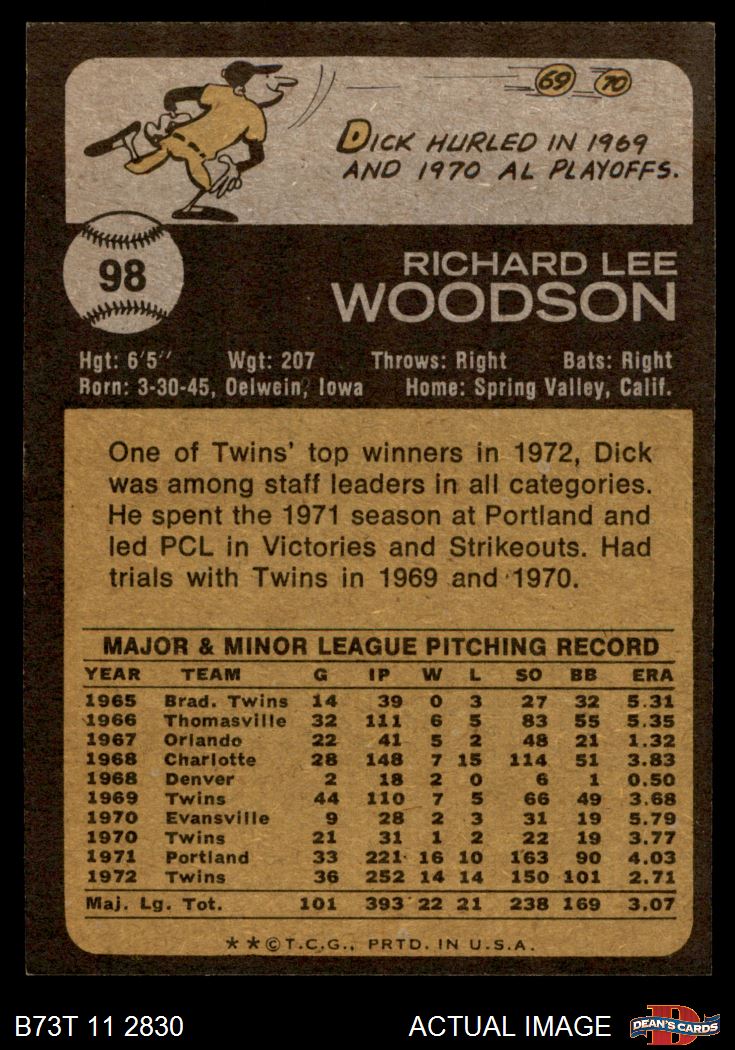 69 70
DICK HURLED IN 1969
AND 1970 AL PLAYOFFS.
98
RICHARD LEE
WOODSON
Hgt: 6'5" Wgt: 207 Throws: Right Bats: Right
Born: 3-30-45, Oelwein, Iowa Home: Spring Valley, Calif.
One of Twins' top winners in 1972, Dick
was among staff leaders in all categories.
He spent the 1971 season at Portland and
led PCL in Victories and Strikeouts. Had
trials with Twins in 1969 and 1970.
MAJOR & MINOR LEAGUE PITCHING RECORD
YEAR TEAM G IP W L SO BB ERA
1965 Brad. Twins 14 39 0 3 27 32 5.31
1966 Thomasville 32 111 6 5 83 55 5.35
1967 Orlando 22 41 5 2 48 21 1.32
1968 Charlotte 28 148 7 15 114 51 3.83
1968 Denver 2 18 2 0 6 1 0.50
1969 Twins 44 110 7 5 66 49 3.68
1970 Evansville 9 28 2 3 31 19 5.79
1970 Twins 21 31 1 2 22 19 3.77
1971 Portland 33 221 16 10 163 90 4.03
1972 Twins 36 252 14 14 150 101 2.71
Maj. Lg. Tot. 101 393 22 21 238 169 3.07
★★©T.C.G., PRTD. IN U.S.A.
B73T 11 2830 ACTUAL IMAGE D DEAN'S CARDS